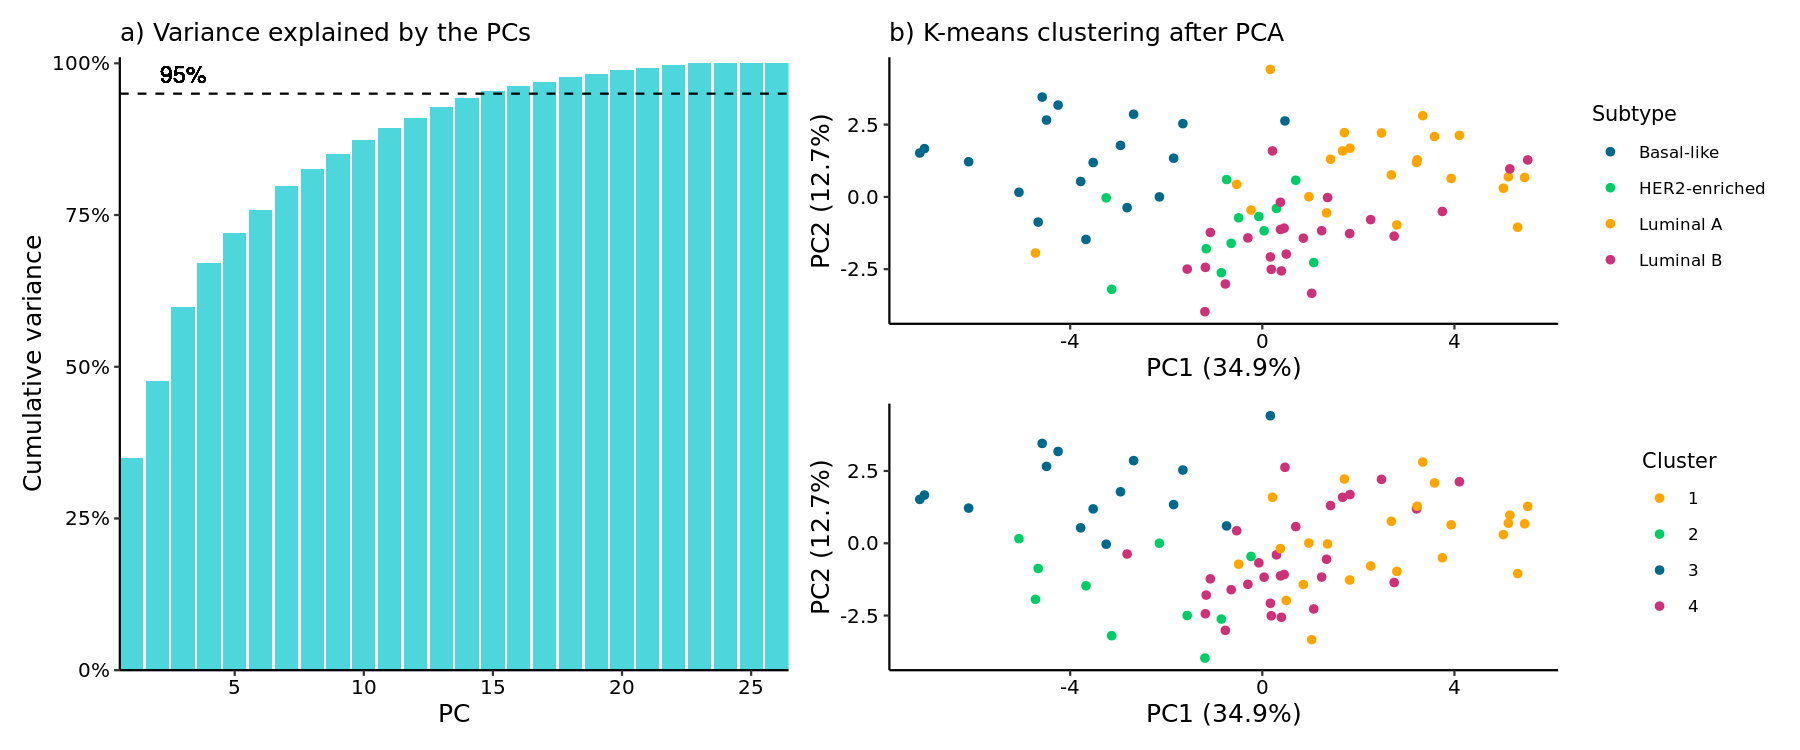 a) Variance explained by the PCs
100%
95%
75%
50%
25%
0%
Cumulative variance
5 10 15 20 25
PC
b) K-means clustering after PCA
2.5
0.0
-2.5
PC2 (12.7%)
-4 0 4
PC1 (34.9%)
Subtype
Basal-like
HER2-enriched
Luminal A
Luminal B
2.5
0.0
-2.5
PC2 (12.7%)
-4 0 4
PC1 (34.9%)
Cluster
1
2
3
4